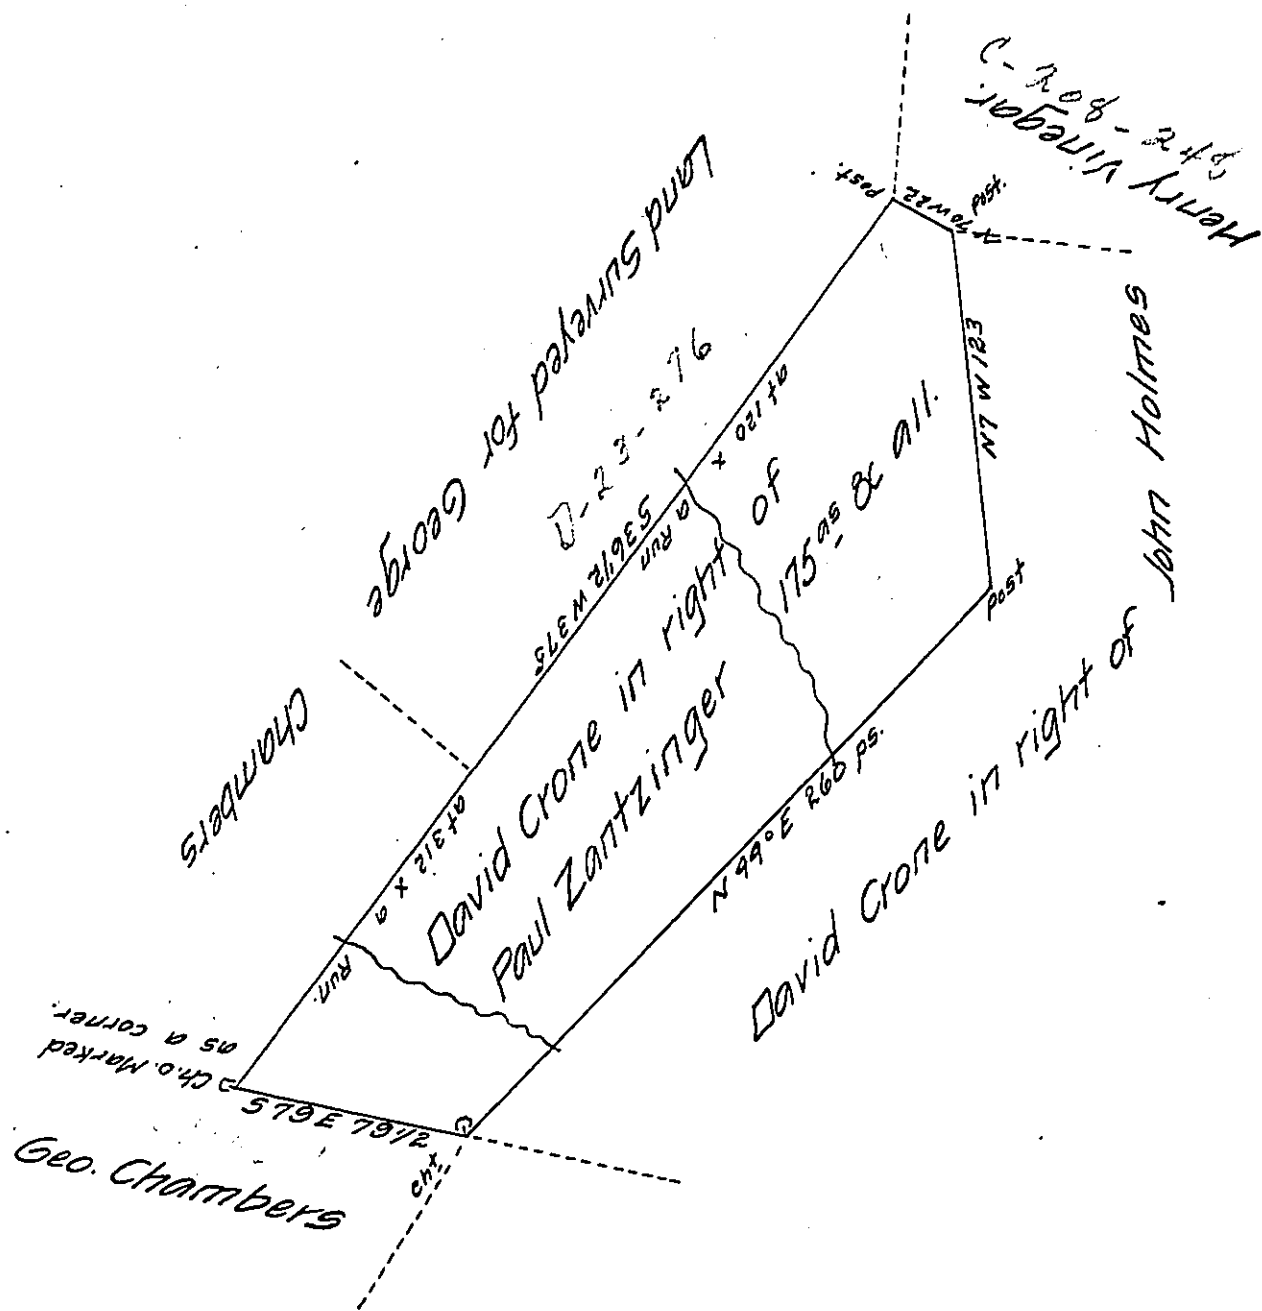 C-208-248
Henry Vinegar.
Land Surveyed for George
Chambers
D-23-276
Post.
70 W 22
Post.
N 7 W 123
John Holmes
at 120 x
a Run
S 36 1/2 W 375
David Crone in right of
Paul Zantzinger
175 as & all.
Post
N 44° E 260 ps.
David Crone in right of
at 312 x a
Run.
Ch.o. Marked
as a corner.
S 79 E 79 1/2
Cht.
Geo. Chambers